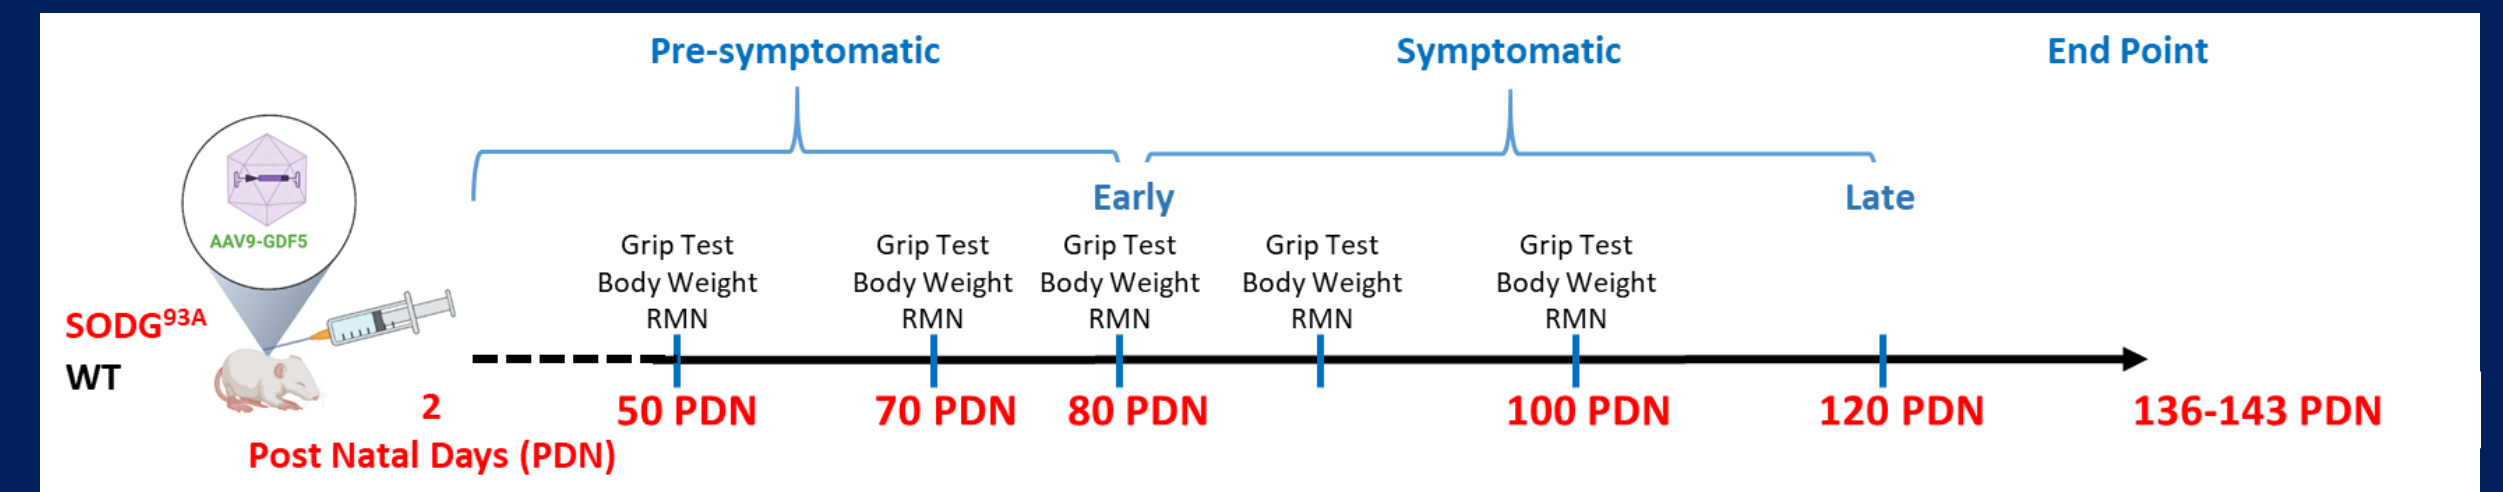 Pre-symptomatic
Symptomatic
End Point
Early
Late
AAV9-GDF5
Grip Test
Body Weight
RMN
Grip Test
Body Weight
RMN
Grip Test
Body Weight
RMN
Grip Test
Body Weight
RMN
Grip Test
Body Weight
RMN
SODG93A
WT
2
Post Natal Days (PDN)
50 PDN
70 PDN
80 PDN
100 PDN
120 PDN
136-143 PDN